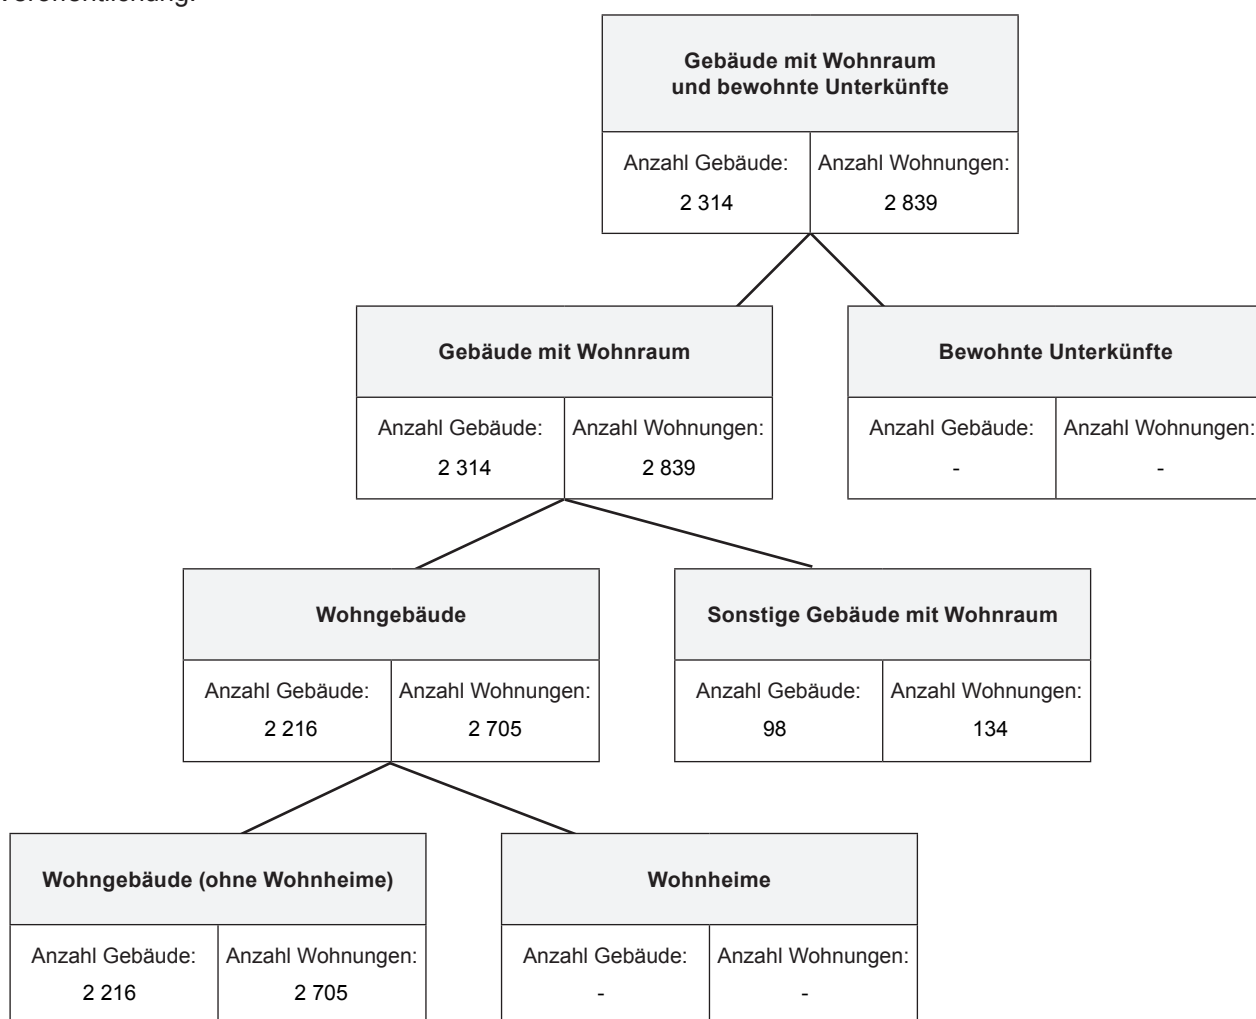 Veröffentlichung.
Gebäude mit Wohnraum
und bewohnte Unterkünfte
Anzahl Gebäude: Anzahl Wohnungen:
2 314 2 839
Gebäude mit Wohnraum Bewohnte Unterkünfte
Anzahl Gebäude: Anzahl Wohnungen: Anzahl Gebäude: Anzahl Wohnungen:
2 314 2 839 - -
Wohngebäude Sonstige Gebäude mit Wohnraum
Anzahl Gebäude: Anzahl Wohnungen: Anzahl Gebäude: Anzahl Wohnungen:
2 216 2 705 98 134
Wohngebäude (ohne Wohnheime) Wohnheime
Anzahl Gebäude: Anzahl Wohnungen: Anzahl Gebäude: Anzahl Wohnungen:
2 216 2 705 - -